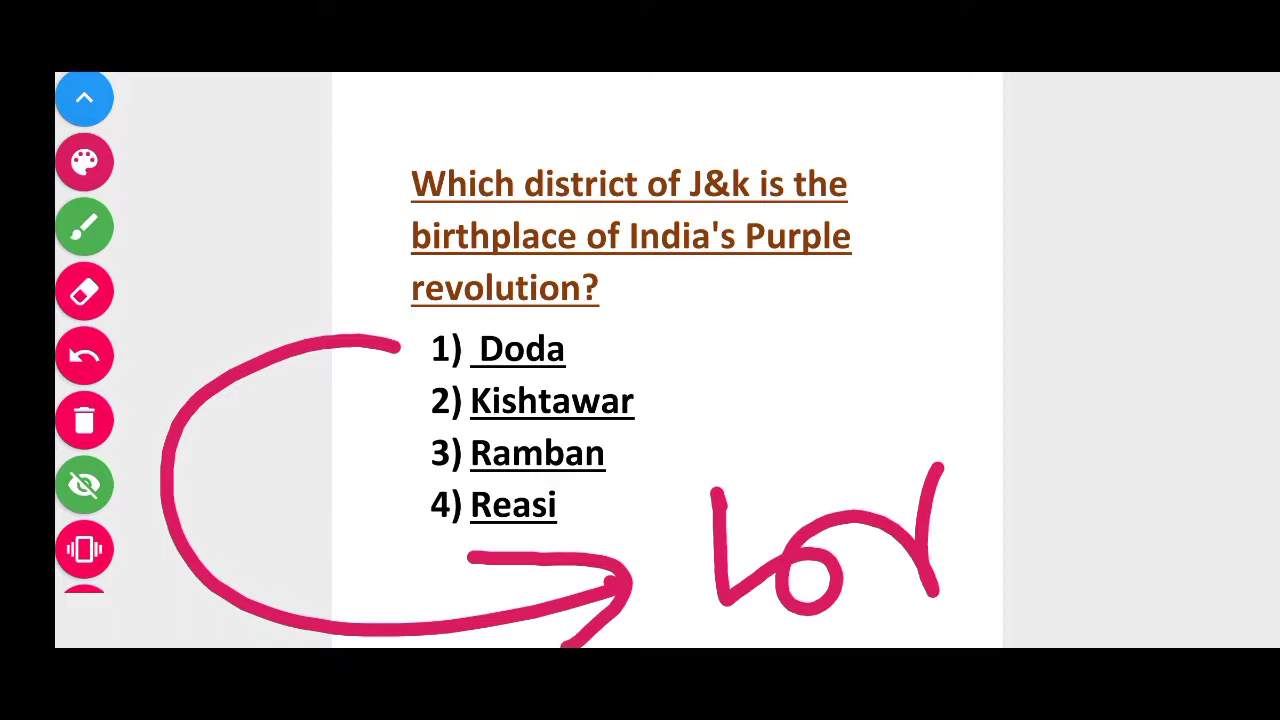 Which district of J&k is the
birthplace of India's Purple
revolution?
1) Doda
2) Kishtawar
3) Ramban
4) Reasi